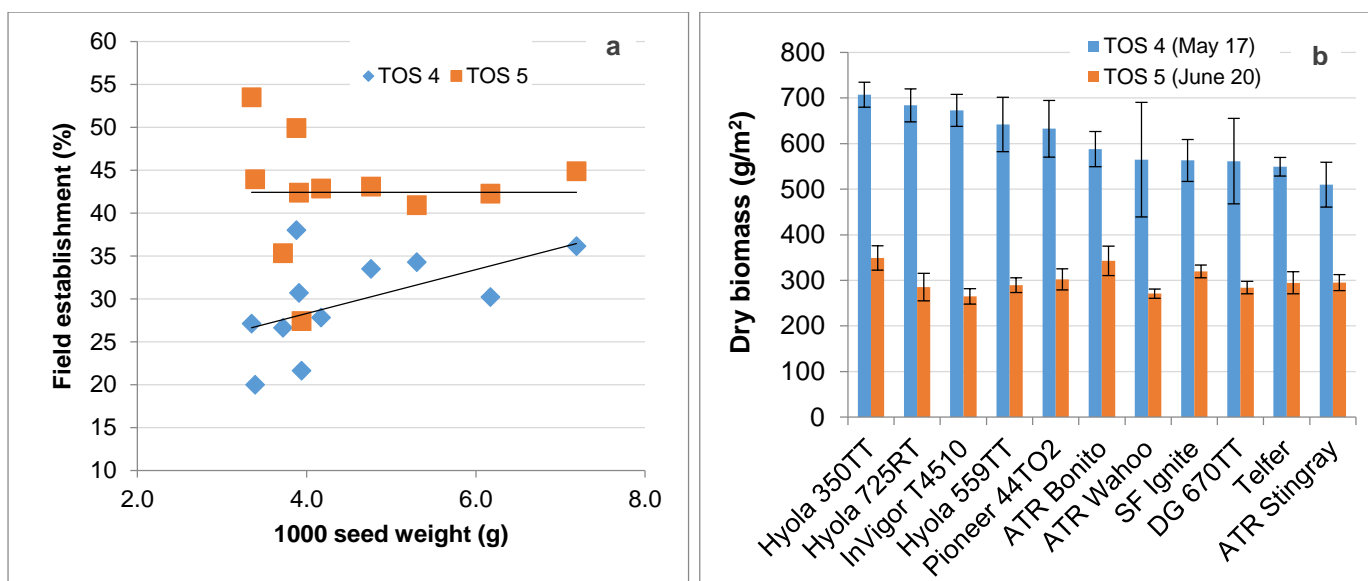 a
TOS 4 TOS 5
60
55
50
45
40
35
30
25
20
15
10
2.0 4.0 6.0 8.0
Field establishment (%)
1000 seed weight (g)
b
TOS 4 (May 17)
TOS 5 (June 20)
800
700
600
500
400
300
200
100
0
Dry biomass (g/m²)
Hyola 350TT
Hyola 725RT
InVigor T4510
Hyola 559TT
Pioneer 44TO2
ATR Bonito
ATR Wahoo
SF Ignite
DG 670TT
Telfer
ATR Stingray